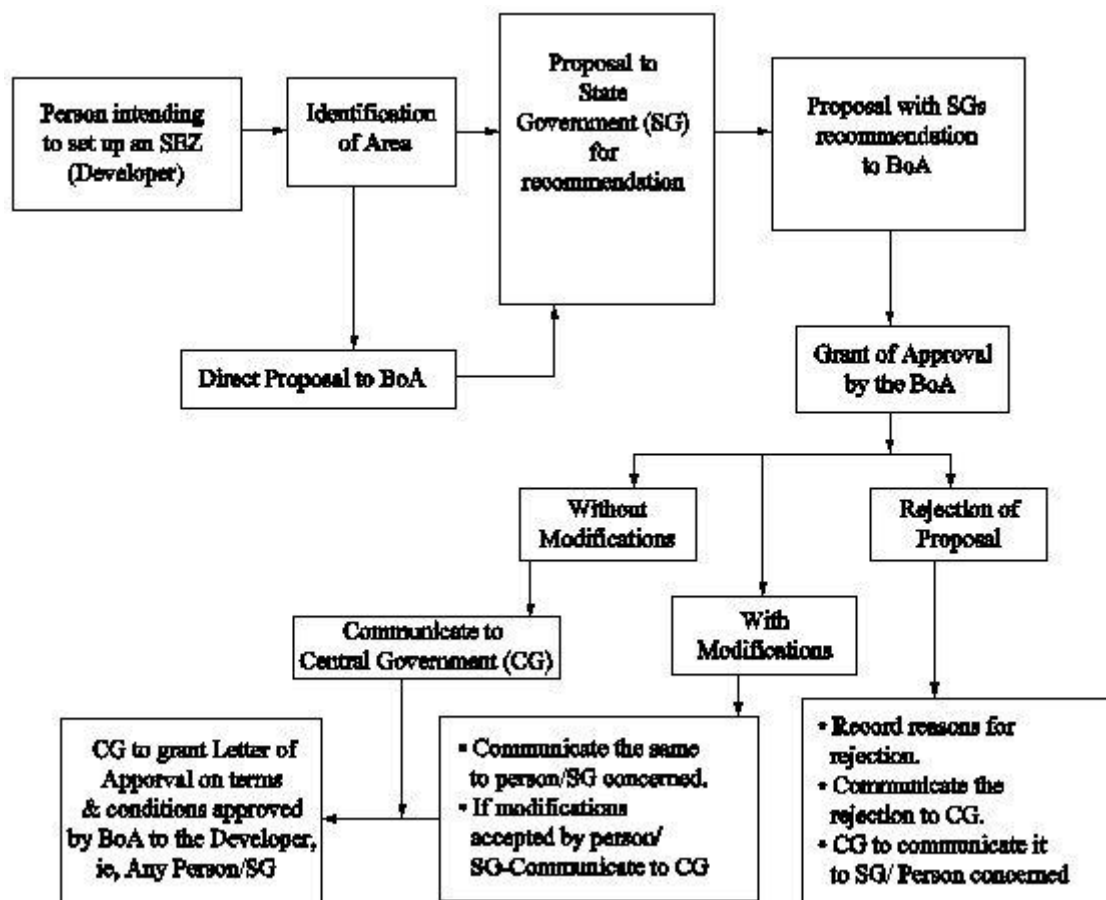 Person intending
to set up an SEZ
(Developer)
Identification
of Area
Proposal to
State
Government (SG)
for
recommendation
Proposal with SGs
recommendation
to BoA
Direct Proposal to BoA
Grant of Approval
by the BoA
Without
Modifications
Rejection of
Proposal
Communicate to
Central Government (CG)
With
Modifications
CG to grant Letter of
Apporval on terms
& conditions approved
by BoA to the Developer,
ie, Any Person/SG
▪ Communicate the same
to person/SG concerned.
▪ If modifications
accepted by person/
SG-Communicate to CG
• Record reasons for
rejection.
• Communicate the
rejection to CG.
• CG to communicate it
to SG/ Person concerned